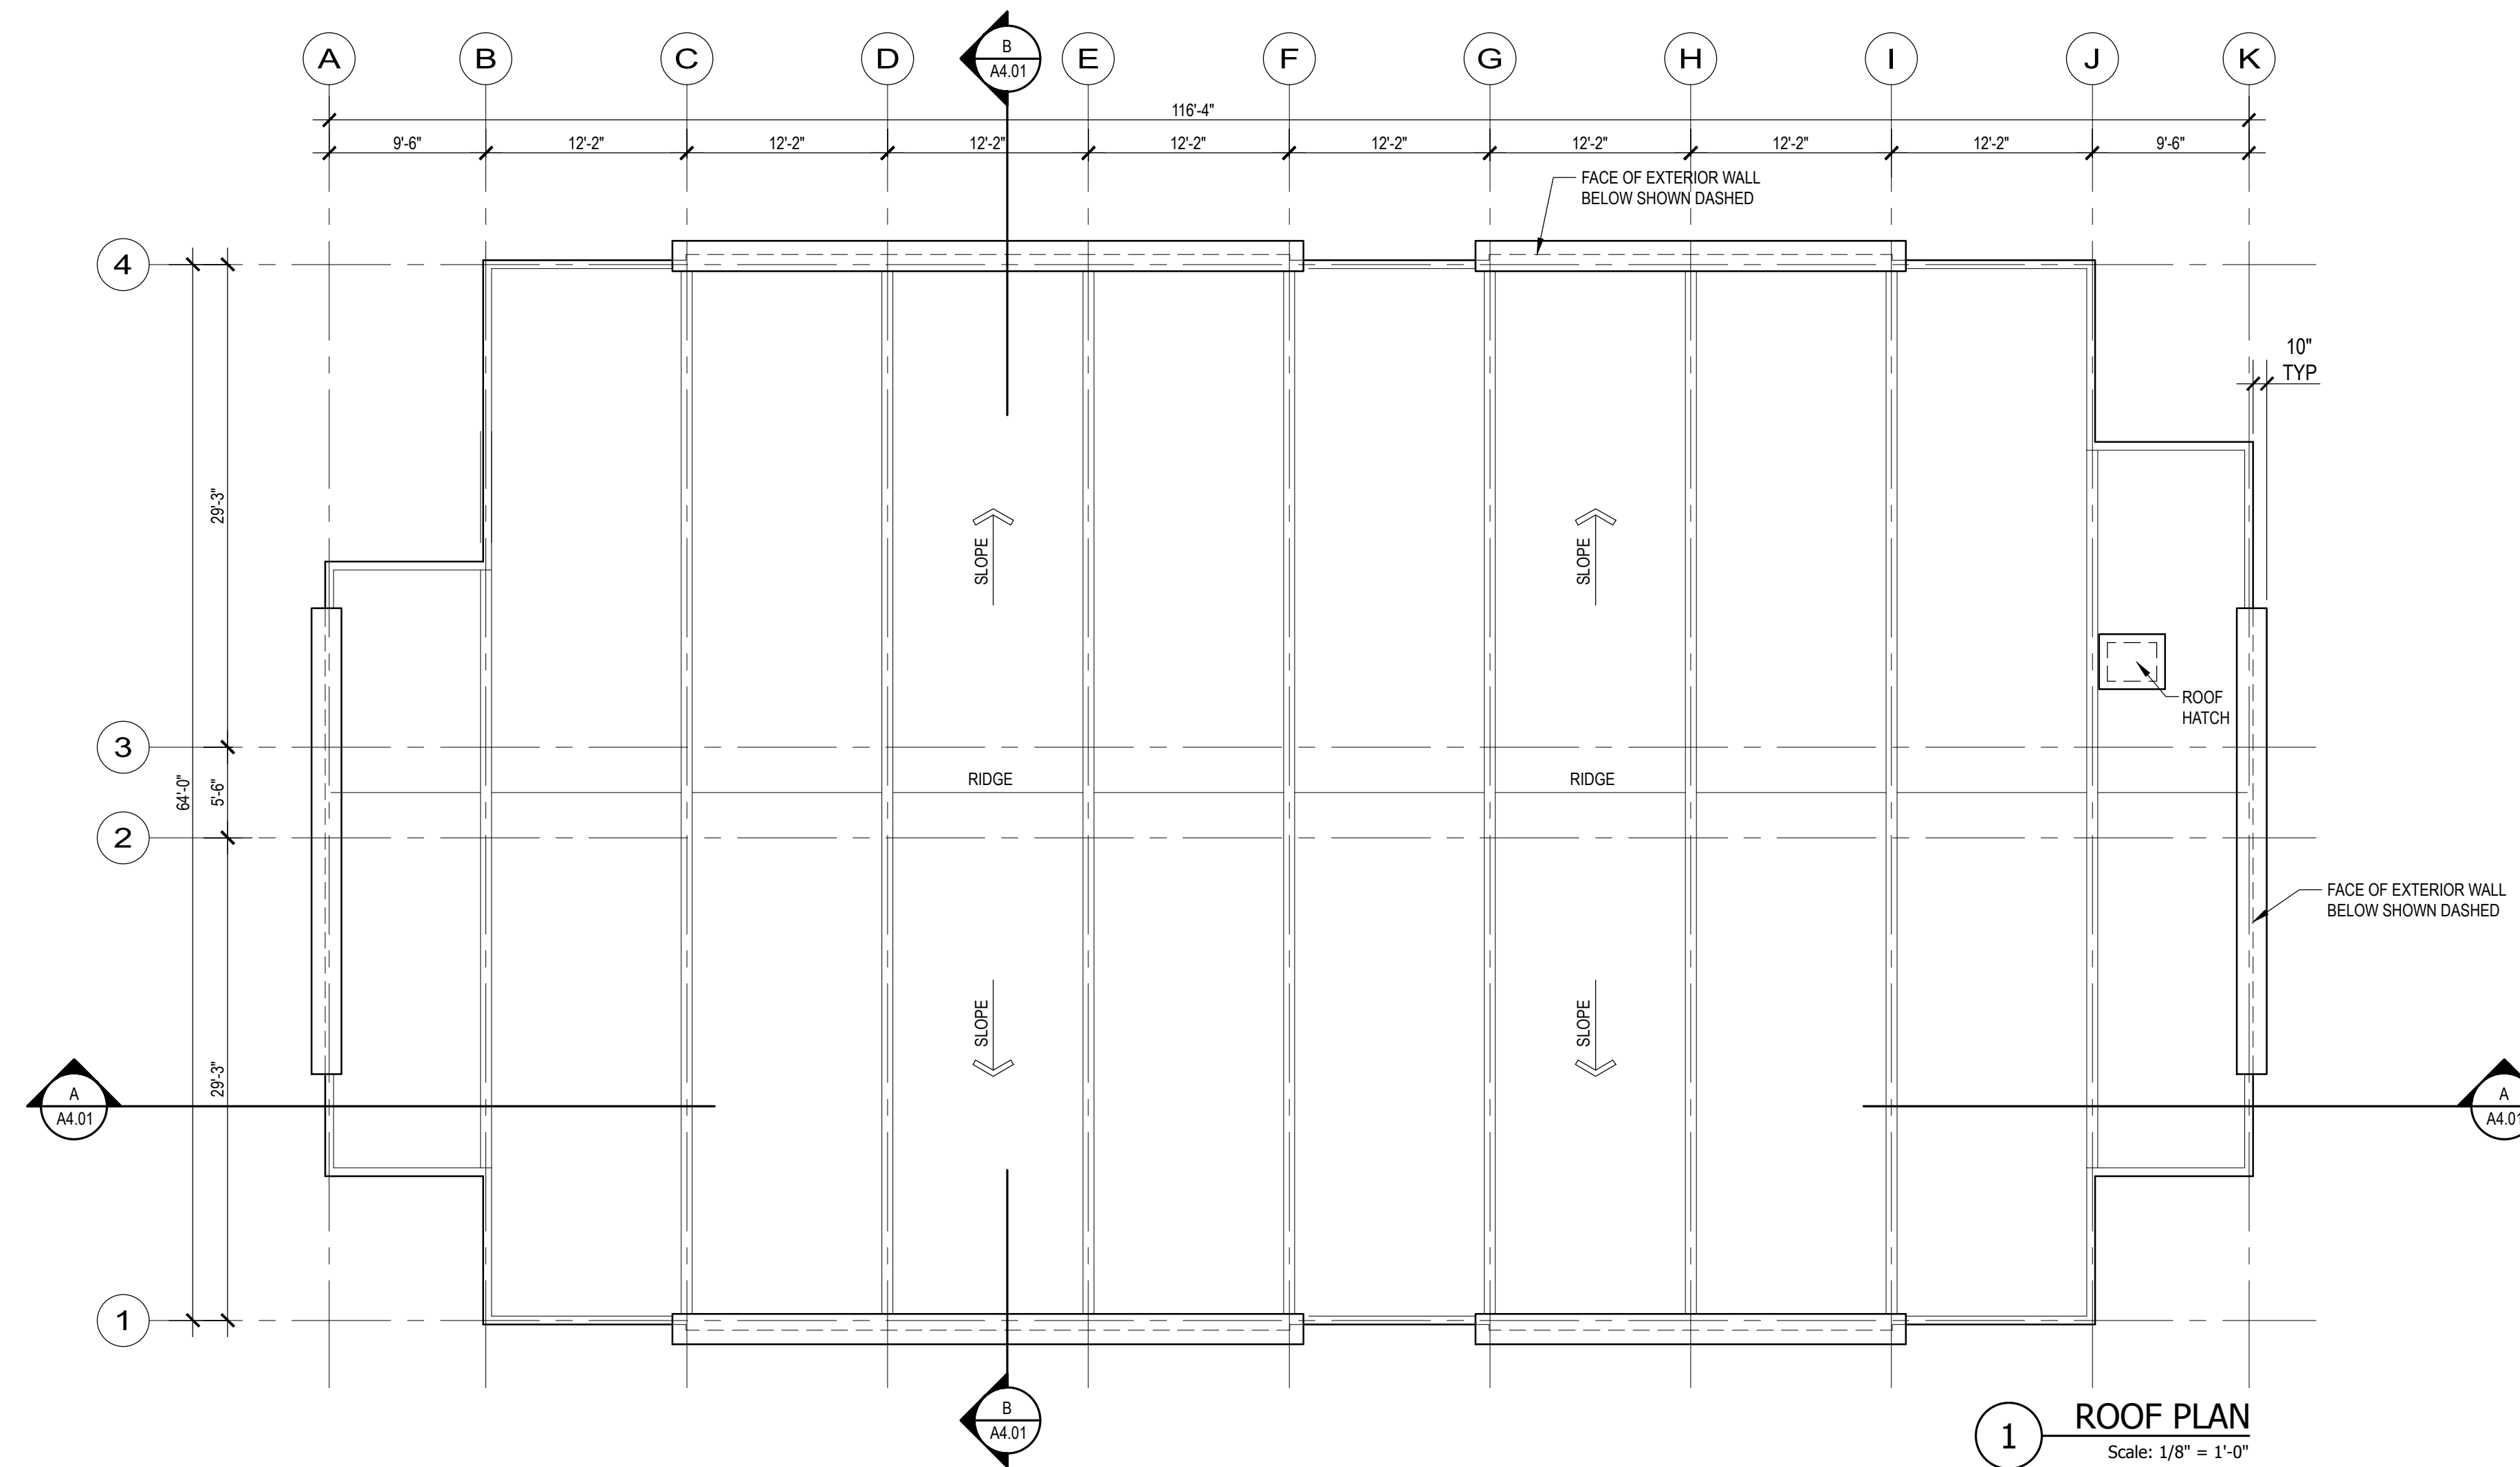 A B C D E F G H I J K
B
A4.01
116'-4"
9'-6" 12'-2" 12'-2" 12'-2" 12'-2" 12'-2" 12'-2" 12'-2" 12'-2" 9'-6"
FACE OF EXTERIOR WALL
BELOW SHOWN DASHED
4
10"
TYP
29'-3"
SLOPE
SLOPE
ROOF
HATCH
3
RIDGE
RIDGE
64'-0"
5'-6"
2
FACE OF EXTERIOR WALL
BELOW SHOWN DASHED
SLOPE
SLOPE
29'-3"
A
A4.01
A
A4.01
1
B
A4.01
1
ROOF PLAN
Scale: 1/8" = 1'-0"